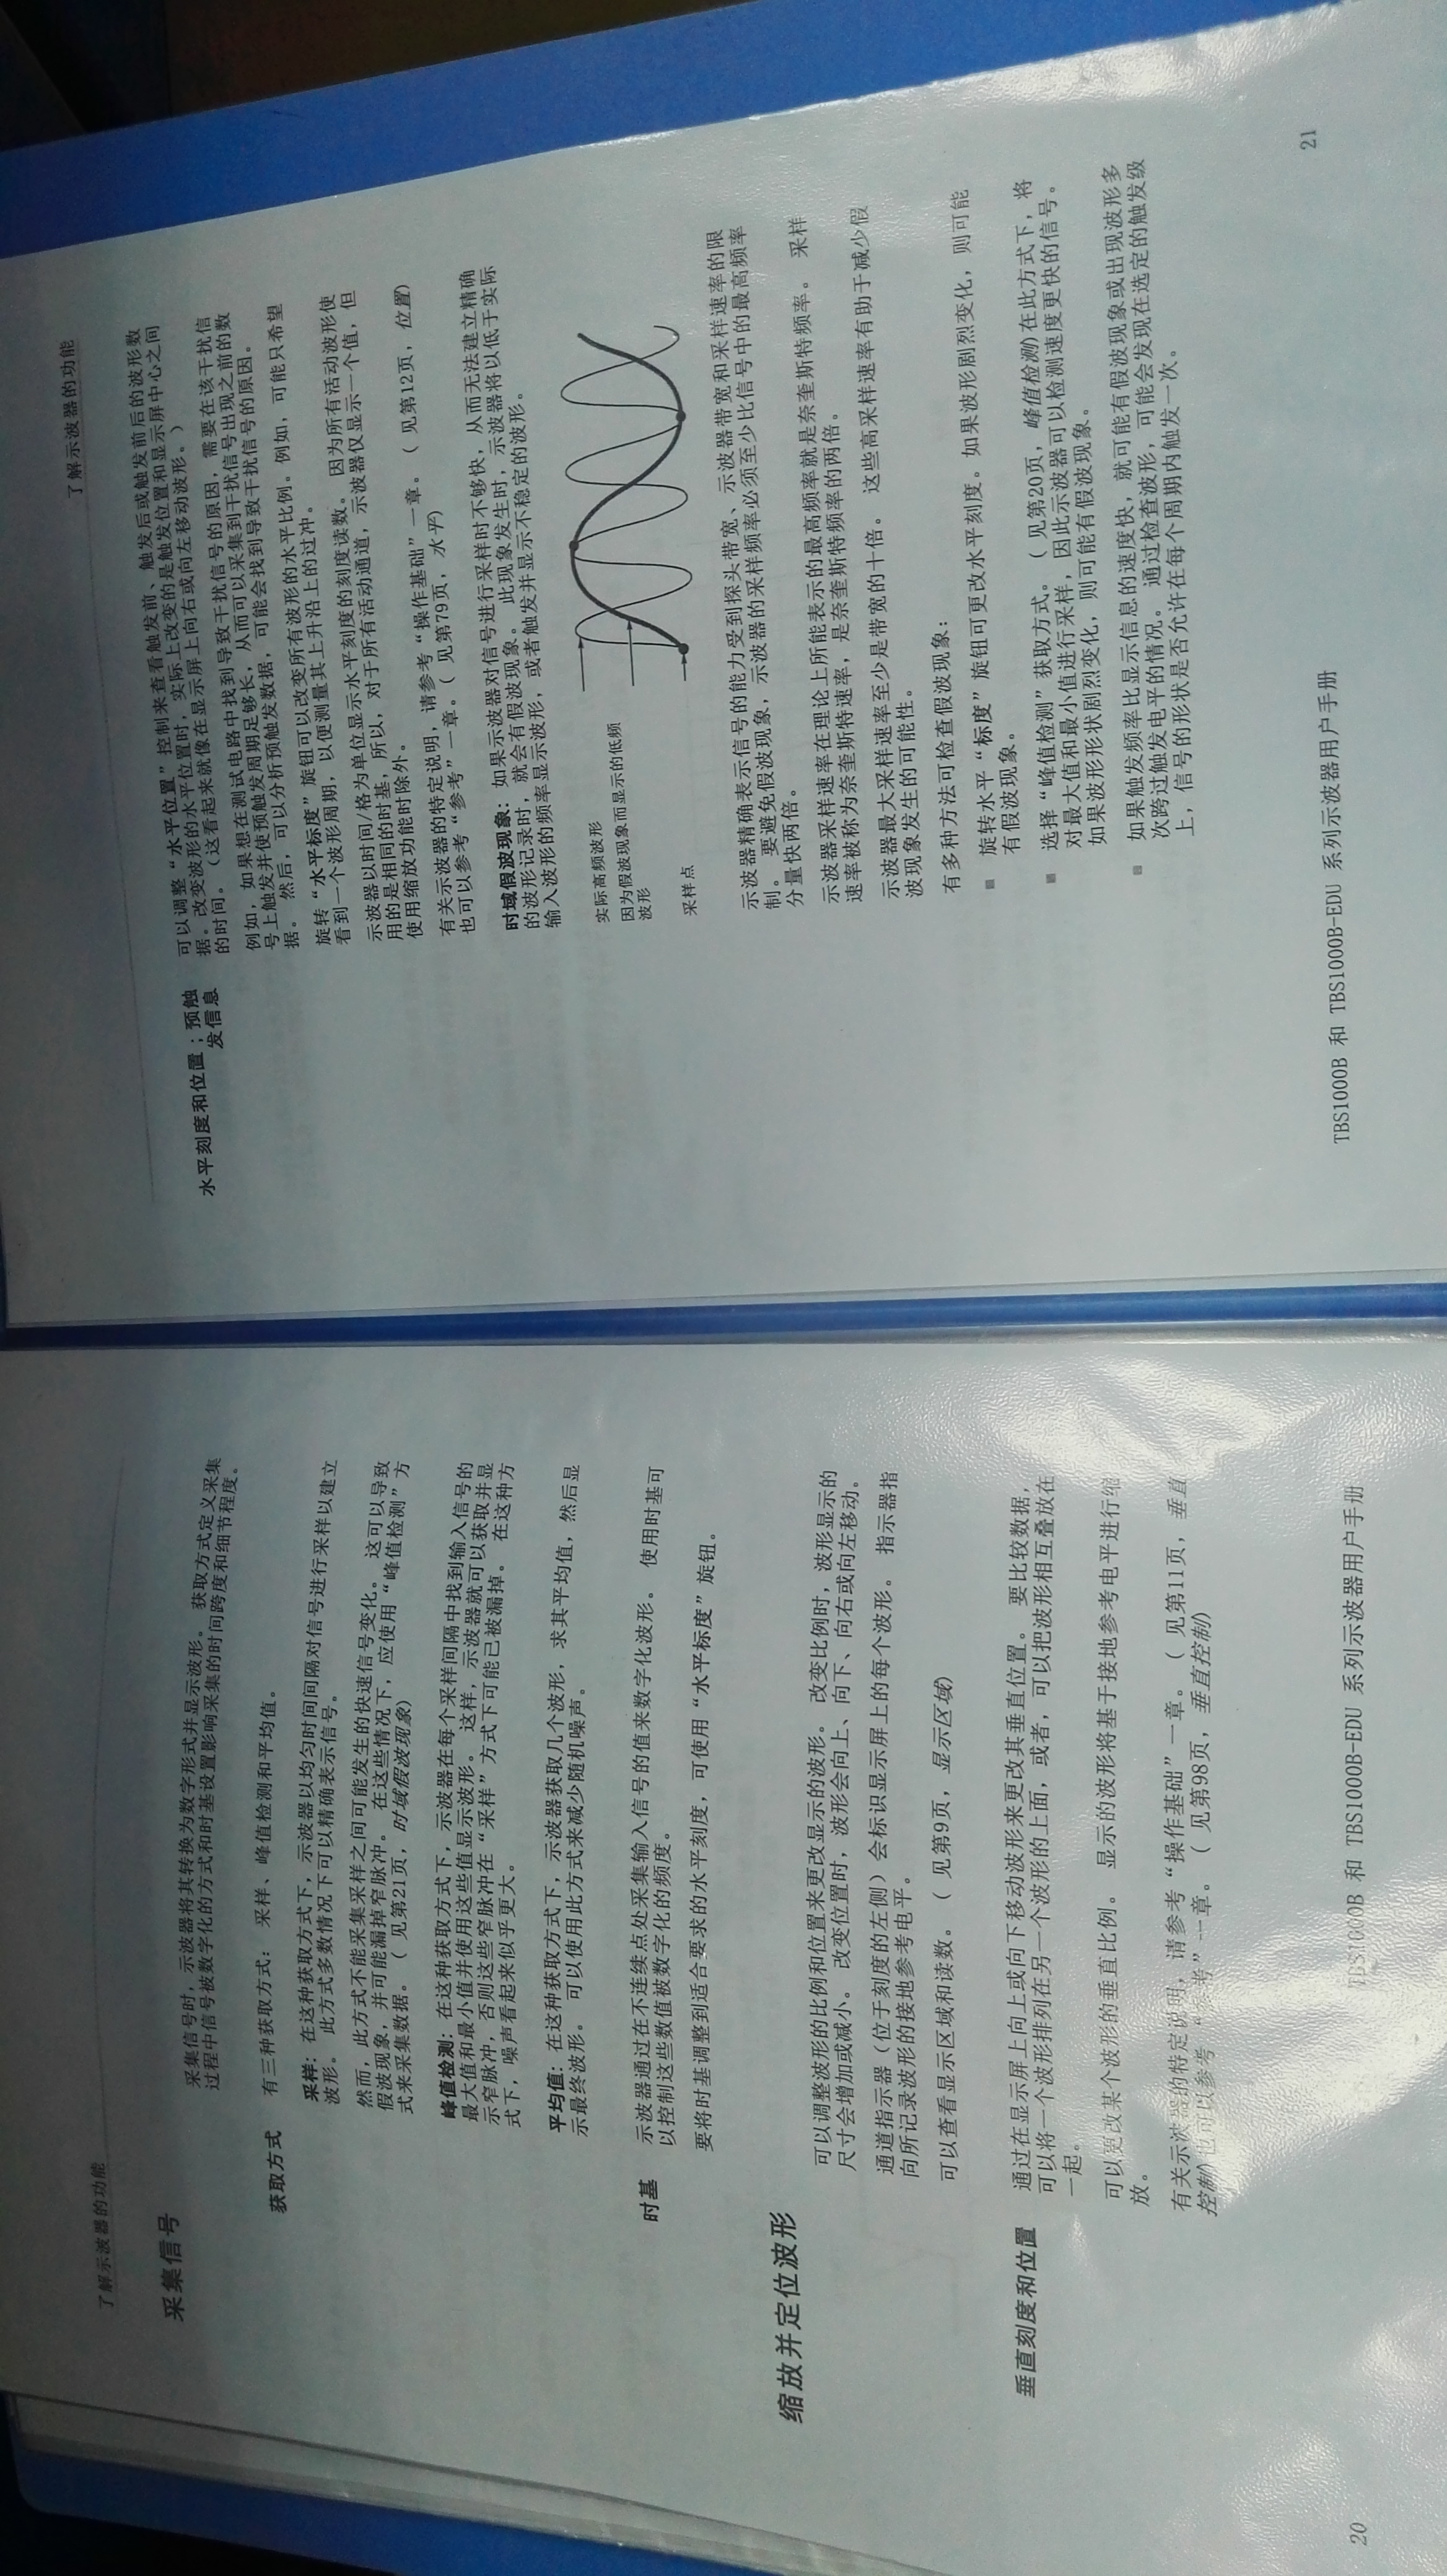 了解示波器的功能
采集信号
采集信号时，示波器将其转换为数字形式并显示波形。 获取方式定义采集
过程中信号被数字化的方式和时基设置影响采集的时间跨度和细节程度。
获取方式
有三种获取方式： 采样、峰值检测和平均值。
采样: 在这种获取方式下，示波器以均匀时间间隔对信号进行采样以建立
波形。 此方式多数情况下可以精确表示信号。
然而，此方式不能采集采样之间可能发生的快速信号变化。 这可以导致
假波现象，并可能漏掉窄脉冲。 在这些情况下，应使用“峰值检测”方
式来采集数据。 ( 见第21页, 时域假波现象)
峰值检测: 在这种获取方式下，示波器在每个采样间隔中找到输入信号的
最大值和最小值并使用这些值显示波形。 这样，示波器就可以获取并显
示窄脉冲，否则这些窄脉冲在“采样”方式下可能已被漏掉。 在这种方
式下，噪声看起来似乎更大。
平均值: 在这种获取方式下，示波器获取几个波形，求其平均值，然后显
示最终波形。 可以使用此方式来减少随机噪声。
时基
示波器通过在不连续点处采集输入信号的值来数字化波形。 使用时基可
以控制这些数值被数字化的频度。
要将时基调整到适合要求的水平刻度，可使用“水平标度”旋钮。
缩放并定位波形
可以调整波形的比例和位置来更改显示的波形。 改变比例时，波形显示的
尺寸会增加或减小。 改变位置时，波形会向上、向下、向右或向左移动。
通道指示器（位于刻度的左侧）会标识显示屏上的每个波形。 指示器指
向所记录波形的接地参考电平。
可以查看显示区域和读数。 ( 见第9页, 显示区域)
垂直刻度和位置
通过在显示屏上向上或向下移动波形来更改其垂直位置。 要比较数据，
可以将一个波形排列在另一个波形的上面，或者，可以把波形相互叠放在
一起。
可以更改某个波形的垂直比例。 显示的波形将基于接地参考电平进行缩
放。
有关示波器的特定说明，请参考“操作基础”一章。 ( 见第11页, 垂直
控制) 也可以参考“参考”一章。 ( 见第98页, 垂直控制)
20
TBS1000B 和 TBS1000B-EDU 系列示波器用户手册
了解示波器的功能
水平刻度和位置；预触
发信息
可以调整“水平位置”控制来查看触发前、触发后或触发前后的波形数
据。改变波形的水平位置时，实际上改变的是触发位置和显示屏中心之间
的时间。 （这看起来就像在显示屏上向右或向左移动波形。）
例如，如果想在测试电路中找到导致干扰信号的原因，需要在该干扰信
号上触发并使预触发周期足够长，从而可以采集到干扰信号出现之前的数
据。 然后，可以分析预触发数据，可能会找到导致干扰信号的原因。
旋转“水平标度”旋钮可以改变所有波形的水平比例。例如，可能只希望
看到一个波形周期，以便测量其上升沿上的过冲。
示波器以时间/格为单位显示水平刻度的刻度读数。 因为所有活动波形使
用的是相同的时基，所以，对于所有活动通道，示波器仅显示一个值，但
使用缩放功能时除外。
有关示波器的特定说明，请参考“操作基础”一章。 ( 见第12页, 位置)
也可以参考“参考”一章。 ( 见第79页, 水平)
时域假波现象: 如果示波器对信号进行采样时不够快，从而无法建立精确
的波形记录时，就会有假波现象。 此现象发生时，示波器将以低于实际
输入波形的频率显示波形，或者触发并显示不稳定的波形。
实际高频波形
因为假波现象而显示的低频
波形
采样点
示波器精确表示信号的能力受到探头带宽、示波器带宽和采样速率的限
制。 要避免假波现象，示波器的采样频率必须至少比信号中的最高频率
分量快两倍。
示波器采样速率在理论上所能表示的最高频率就是奈奎斯特频率。 采样
速率被称为奈奎斯特速率，是奈奎斯特频率的两倍。
示波器最大采样速率至少是带宽的十倍。 这些高采样速率有助于减少假
波现象发生的可能性。
有多种方法可检查假波现象：
■ 旋转水平“标度”旋钮可更改水平刻度。如果波形剧烈变化，则可能
有假波现象。
■ 选择“峰值检测”获取方式。 ( 见第20页, 峰值检测) 在此方式下，将
对最大值和最小值进行采样，因此示波器可以检测速度更快的信号。
如果波形形状剧烈变化，则可能有假波现象。
■ 如果触发频率比显示信息的速度快，就可能有假波现象或出现波形多
次跨过触发电平的情况。 通过检查波形，可能会发现在选定的触发级
上，信号的形状是否允许在每个周期内触发一次。
TBS1000B 和 TBS1000B-EDU 系列示波器用户手册
21